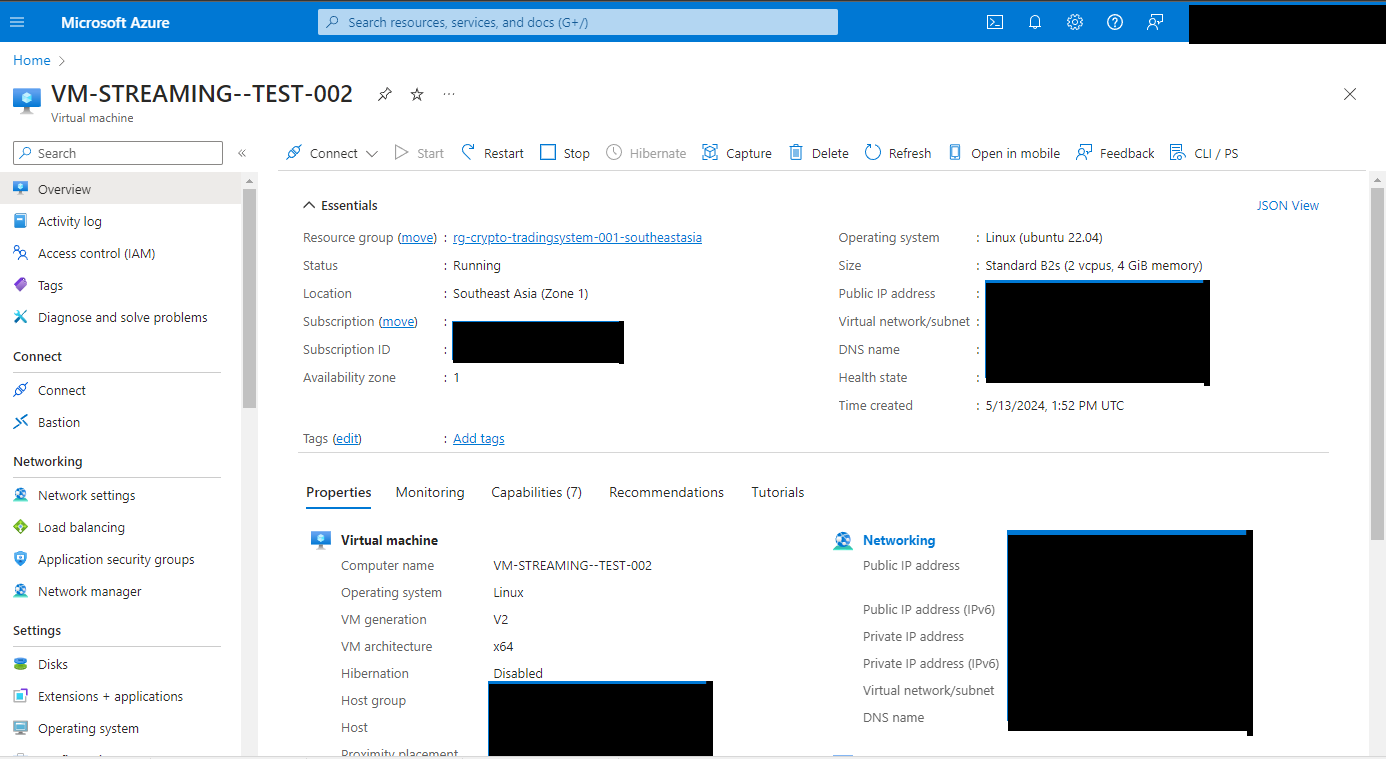 Microsoft Azure
Search resources, services, and docs (G+/)
Home
VM-STREAMING--TEST-002
Virtual machine
Search
Connect
Start
Restart
Stop
Hibernate
Capture
Delete
Refresh
Open in mobile
Feedback
CLI / PS
Overview
Activity log
Access control (IAM)
Tags
Diagnose and solve problems
Connect
Connect
Bastion
Networking
Network settings
Load balancing
Application security groups
Network manager
Settings
Disks
Extensions + applications
Operating system
Essentials
JSON View
Resource group (move) : rg-crypto-tradingsystem-001-southeastasia
Status : Running
Location : Southeast Asia (Zone 1)
Subscription (move) :
Subscription ID :
Availability zone : 1
Operating system : Linux (ubuntu 22.04)
Size : Standard B2s (2 vcpus, 4 GiB memory)
Public IP address :
Virtual network/subnet :
DNS name :
Health state :
Time created : 5/13/2024, 1:52 PM UTC
Tags (edit) : Add tags
Properties
Monitoring
Capabilities (7)
Recommendations
Tutorials
Virtual machine
Computer name VM-STREAMING--TEST-002
Operating system Linux
VM generation V2
VM architecture x64
Hibernation Disabled
Host group
Host
Proximity placement
Networking
Public IP address
Public IP address (IPv6)
Private IP address
Private IP address (IPv6)
Virtual network/subnet
DNS name